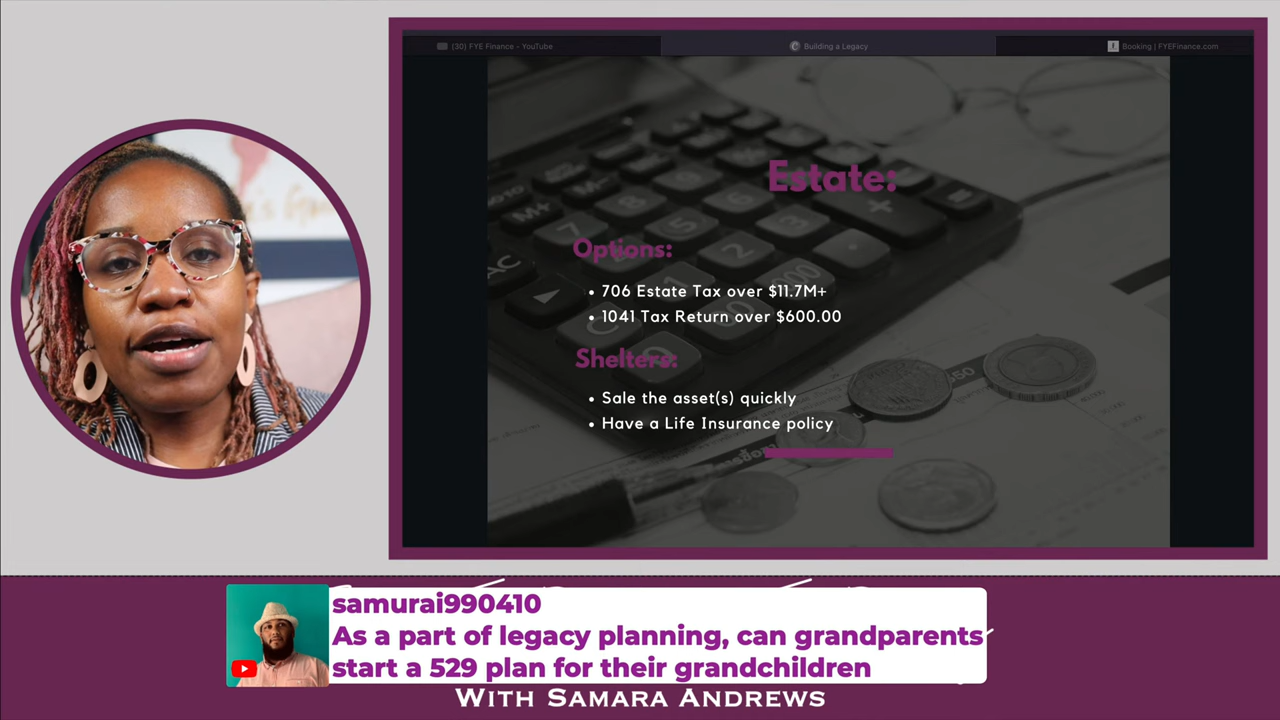 (30) FYE Finance - YouTube
Building a Legacy
Booking | FYEFinance.com
Estate:
Options:
• 706 Estate Tax over $11.7M+
• 1041 Tax Return over $600.00
Shelters:
• Sale the asset(s) quickly
• Have a Life Insurance policy
samurai990410
As a part of legacy planning, can grandparents
start a 529 plan for their grandchildren
With Samara Andrews